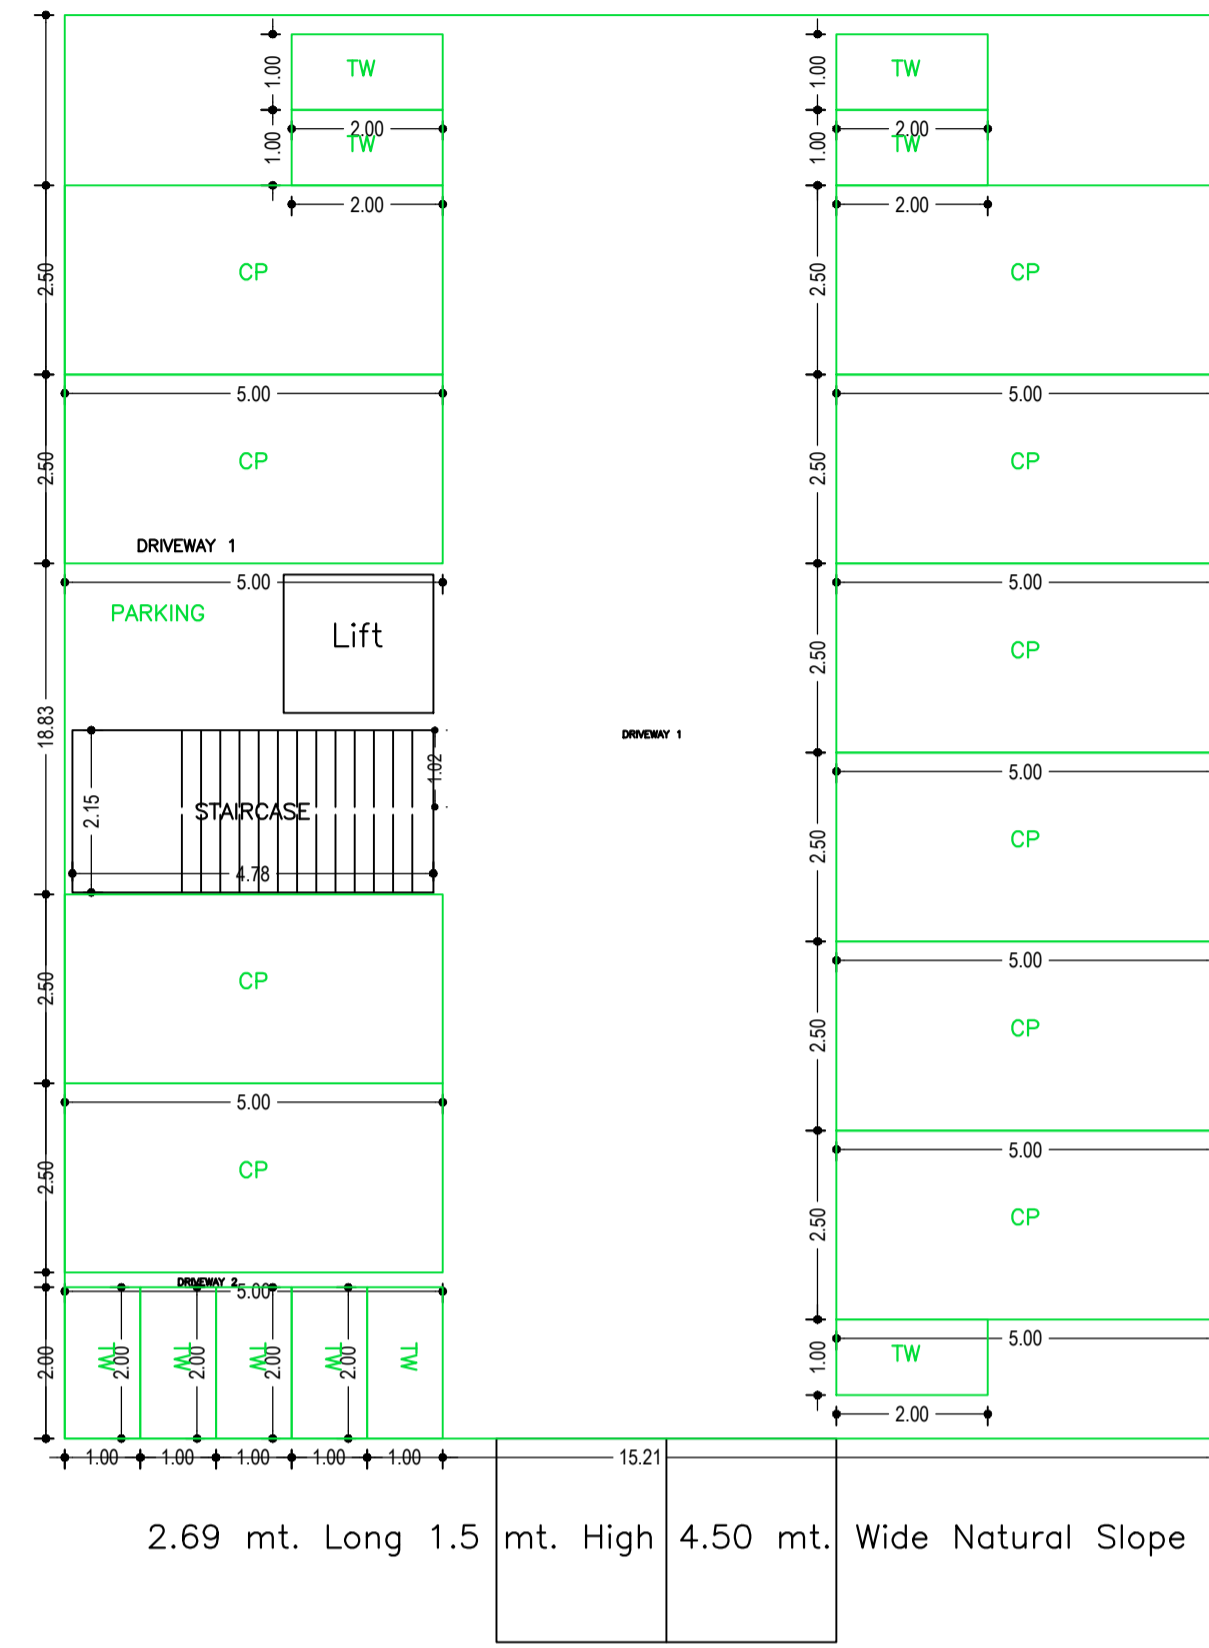 1.00
TW
1.00
TW
1.00
2.00
TW
1.00
2.00
TW
2.00
2.00
2.50
CP
2.50
CP
5.00
5.00
2.50
CP
2.50
CP
DRIVEWAY 1
5.00
5.00
PARKING
Lift
2.50
CP
18.83
DRIVEWAY 1
1.02
5.00
2.15
STAIRCASE
2.50
CP
4.78
5.00
2.50
CP
2.50
CP
5.00
5.00
2.50
CP
2.50
CP
DRIVEWAY 2
5.00
5.00
2.00
TW
2.00
TW
2.00
TW
2.00
TW
2.00
TW
1.00
TW
2.00
1.00
1.00
1.00
1.00
1.00
15.21
2.69 mt. Long 1.5 mt. High 4.50 mt. Wide Natural Slope